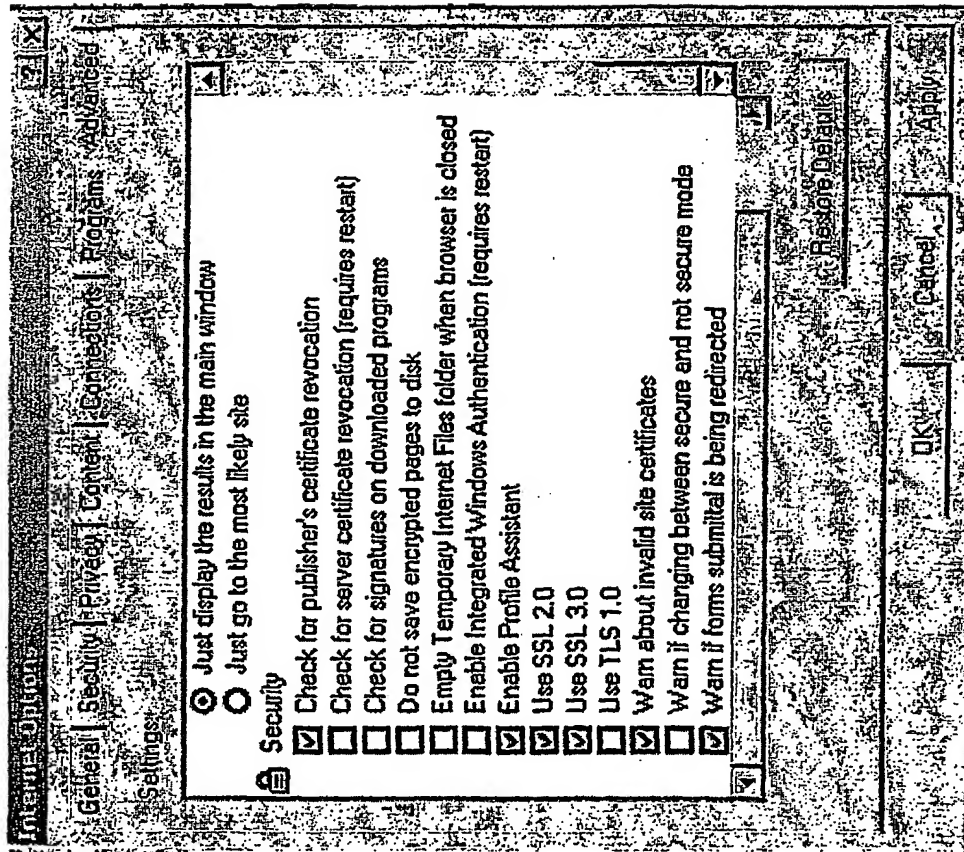 Internet Option
General Security Privacy Content Connections Programs Advanced
Settings:
Just display the results in the main window
Just go to the most likely site
Security
Check for publisher's certificate revocation
Check for server certificate revocation (requires restart)
Check for signatures on downloaded programs
Do not save encrypted pages to disk
Empty Temporary Internet Files folder when browser is closed
Enable Integrated Windows Authentication (requires restart)
Enable Profile Assistant
Use SSL 2.0
Use SSL 3.0
Use TLS 1.0
Warn about invalid site certificates
Warn if changing between secure and not secure mode
Warn if forms submittal is being redirected
Restore Defaults
OK Cancel Apply